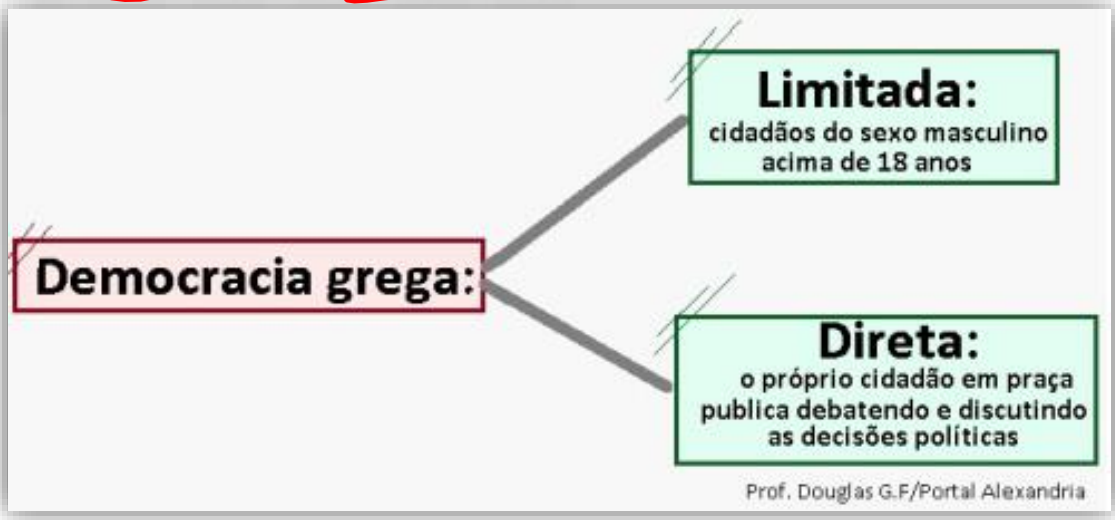 Democracia grega:
Limitada:
cidadãos do sexo masculino
acima de 18 anos
Direta:
o próprio cidadão em praça
publica debatendo e discutindo
as decisões políticas
Prof. Douglas G.F/Portal Alexandria